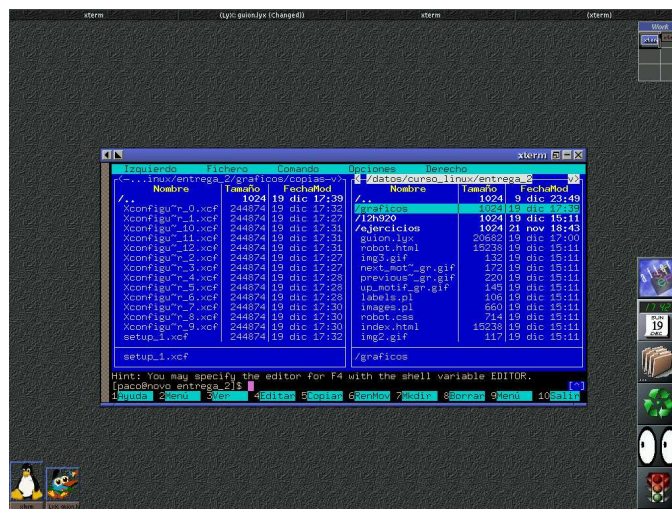 xterm (LyX: guion.lyx (Changed)) xterm (xterm)
Work
xterm
Izquierdo Fichero Comando Opciones Derecho
<-...inux/entrega_2/graficos/copias-v> <-/datos/curso_linux/entrega_2 v>
Nombre Tamaño FechaMod Nombre Tamaño FechaMod
/.. 1024 19 dic 17:39 /.. 1024 9 dic 23:49
Xconfigu~r_0.xcf 244874 19 dic 17:32 /graficos 1024 19 dic 17:39
Xconfigu~r_1.xcf 244874 19 dic 17:27 /l2h920 1024 19 dic 15:11
Xconfigu~_10.xcf 244874 19 dic 17:31 /ejercicios 1024 21 nov 18:43
Xconfigu~_11.xcf 244874 19 dic 17:31 guion.lyx 20682 19 dic 17:00
Xconfigu~_12.xcf 244874 19 dic 17:31 robot.html 15238 19 dic 15:11
Xconfigu~r_2.xcf 244874 19 dic 17:27 img3.gif 132 19 dic 15:11
Xconfigu~r_3.xcf 244874 19 dic 17:27 next_mot~_gr.gif 172 19 dic 15:11
Xconfigu~r_4.xcf 244874 19 dic 17:28 previous~_gr.gif 220 19 dic 15:11
Xconfigu~r_5.xcf 244874 19 dic 17:28 up_motif_gr.gif 145 19 dic 15:11
Xconfigu~r_6.xcf 244874 19 dic 17:28 labels.pl 106 19 dic 15:11
Xconfigu~r_7.xcf 244874 19 dic 17:30 images.pl 660 19 dic 15:11
Xconfigu~r_8.xcf 244874 19 dic 17:30 robot.css 714 19 dic 15:11
Xconfigu~r_9.xcf 244874 19 dic 17:30 index.html 15238 19 dic 15:11
setup_1.xcf 244874 19 dic 17:32 img2.gif 117 19 dic 15:11
setup_1.xcf /graficos
Hint: You may specify the editor for F4 with the shell variable EDITOR.
[paco@novo entrega_2]$ [^]
1Ayuda 2Menú 3Ver 4Editar 5Copiar 6RenMov 7Mkdir 8Borrar 9Menú 10Salir
17:42
SUN
19
DEC
xterm LyX: guion.ly